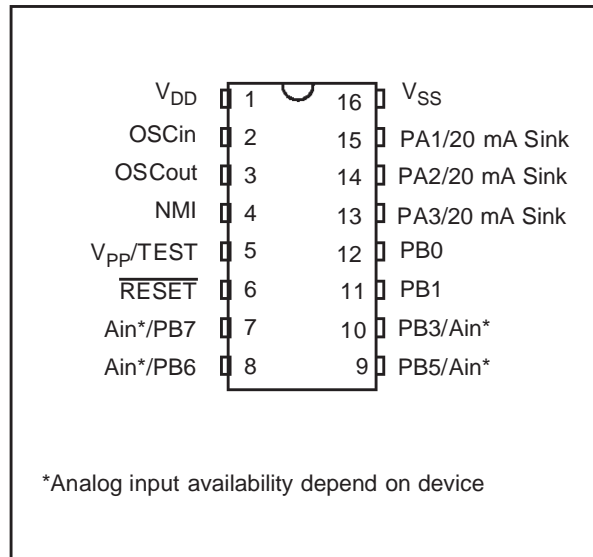 VDD 1 16 VSS
OSCin 2 15 PA1/20 mA Sink
OSCout 3 14 PA2/20 mA Sink
NMI 4 13 PA3/20 mA Sink
VPP/TEST 5 12 PB0
RESET 6 11 PB1
Ain*/PB7 7 10 PB3/Ain*
Ain*/PB6 8 9 PB5/Ain*
*Analog input availability depend on device